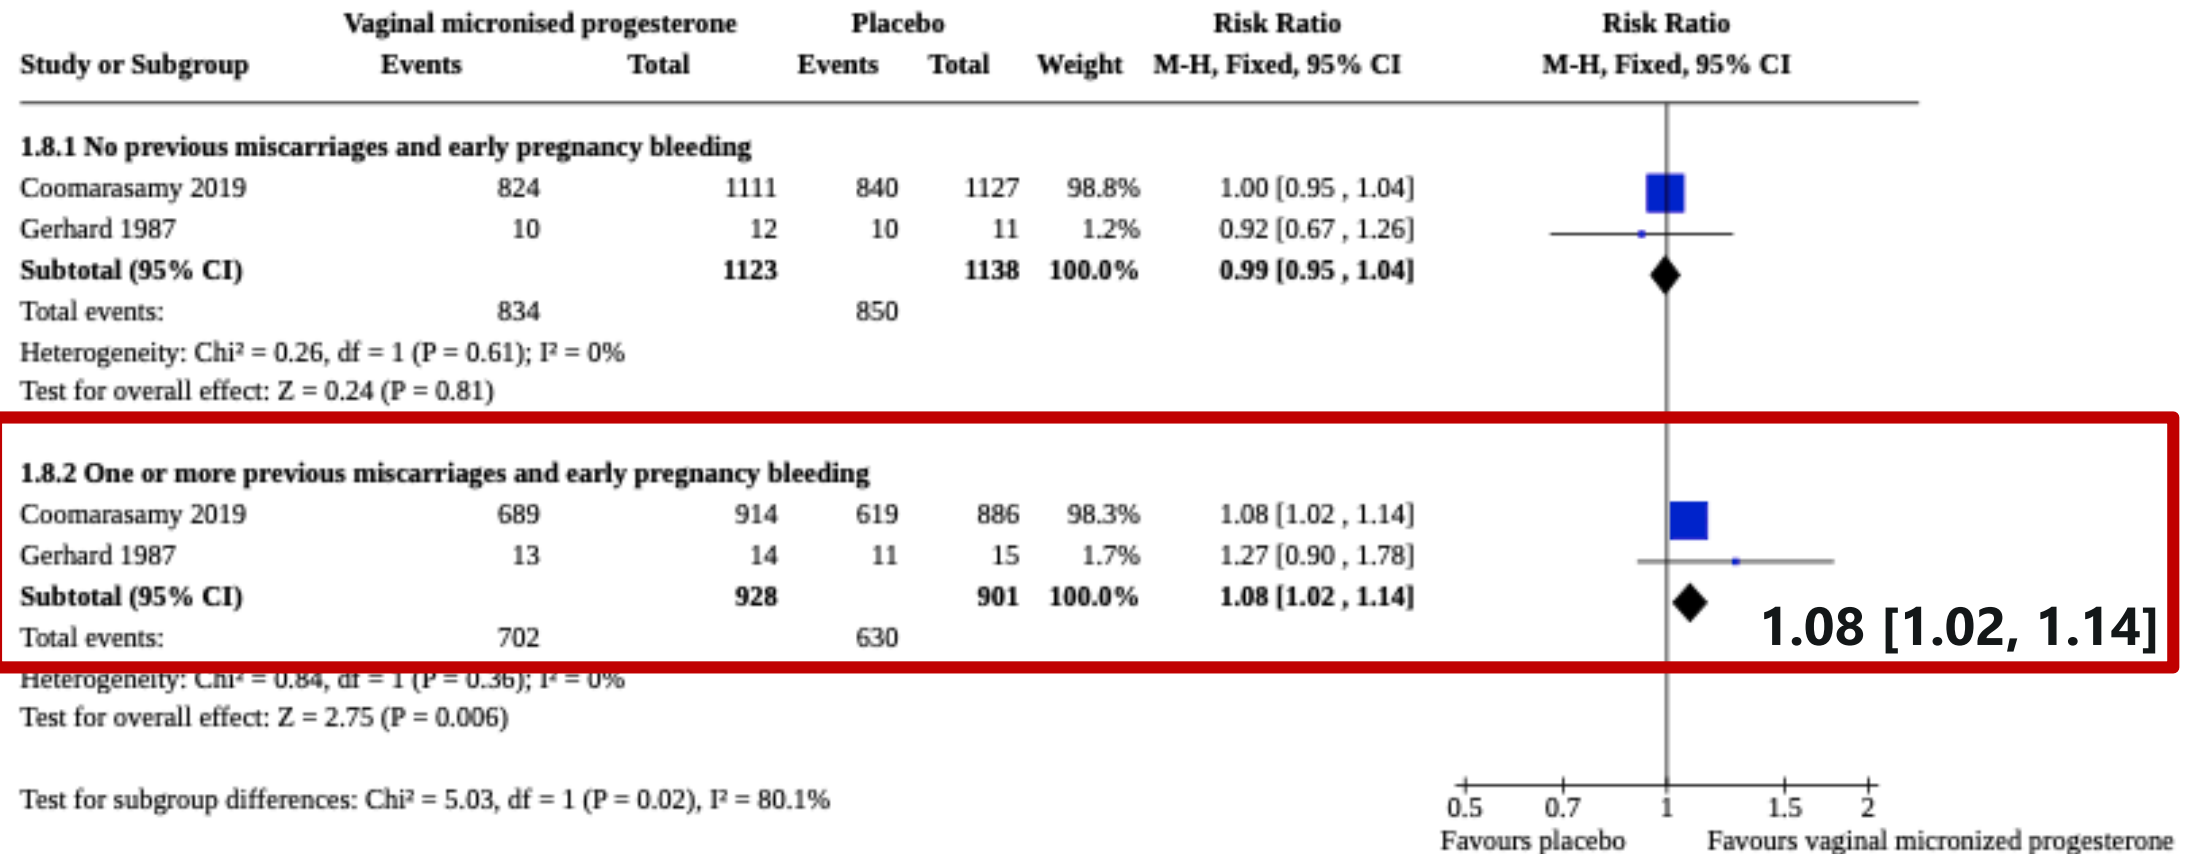 Vaginal micronised progesterone Placebo Risk Ratio Risk Ratio
Study or Subgroup Events Total Events Total Weight M-H, Fixed, 95% CI M-H, Fixed, 95% CI
1.8.1 No previous miscarriages and early pregnancy bleeding
Coomarasamy 2019 824 1111 840 1127 98.8% 1.00 [0.95 , 1.04]
Gerhard 1987 10 12 10 11 1.2% 0.92 [0.67 , 1.26]
Subtotal (95% CI) 1123 1138 100.0% 0.99 [0.95 , 1.04]
Total events: 834 850
Heterogeneity: Chi² = 0.26, df = 1 (P = 0.61); I² = 0%
Test for overall effect: Z = 0.24 (P = 0.81)
1.8.2 One or more previous miscarriages and early pregnancy bleeding
Coomarasamy 2019 689 914 619 886 98.3% 1.08 [1.02 , 1.14]
Gerhard 1987 13 14 11 15 1.7% 1.27 [0.90 , 1.78]
Subtotal (95% CI) 928 901 100.0% 1.08 [1.02 , 1.14]
1.08 [1.02, 1.14]
Total events: 702 630
Heterogeneity: Chi² = 0.84, df = 1 (P = 0.36); I² = 0%
Test for overall effect: Z = 2.75 (P = 0.006)
Test for subgroup differences: Chi² = 5.03, df = 1 (P = 0.02), I² = 80.1%
0.5 0.7 1 1.5 2
Favours placebo Favours vaginal micronized progesterone